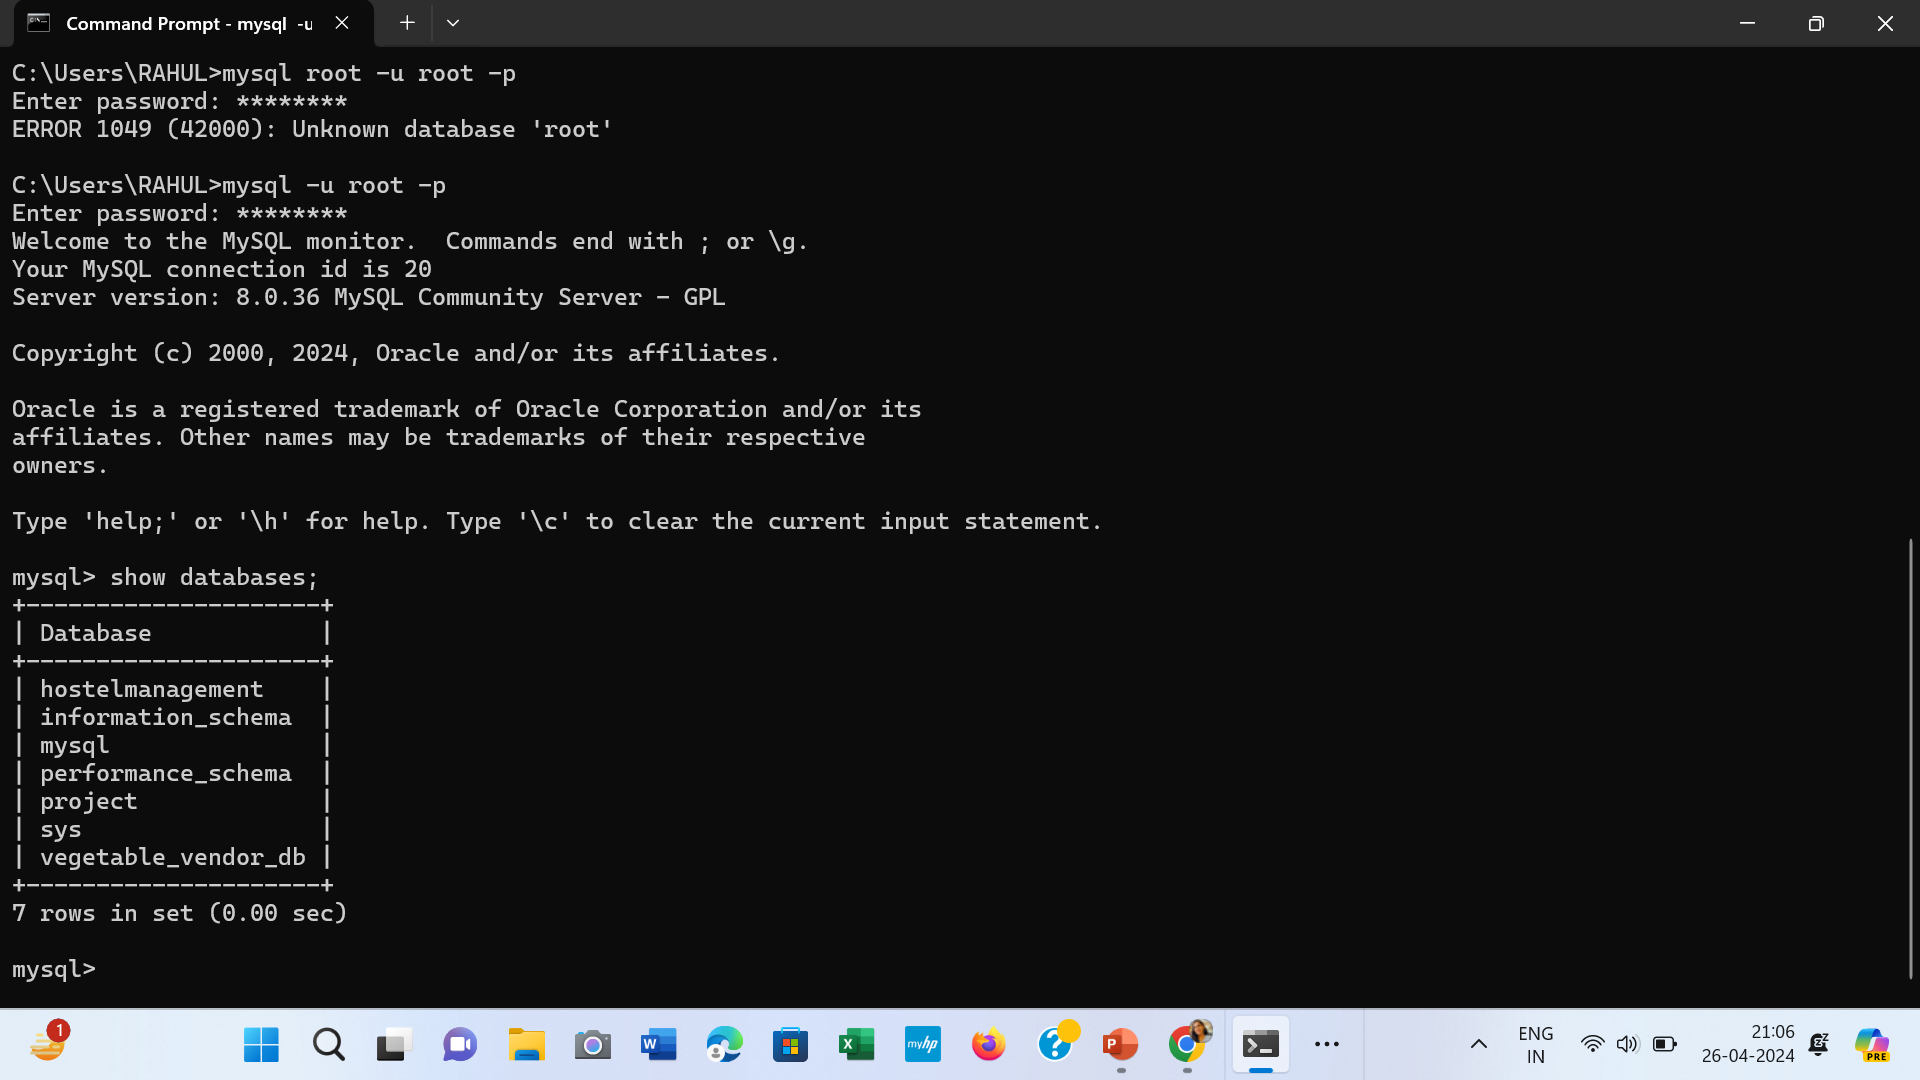 Command Prompt - mysql -u
C:\Users\RAHUL>mysql root -u root -p
Enter password: ********
ERROR 1049 (42000): Unknown database 'root'
C:\Users\RAHUL>mysql -u root -p
Enter password: ********
Welcome to the MySQL monitor.  Commands end with ; or \g.
Your MySQL connection id is 20
Server version: 8.0.36 MySQL Community Server - GPL
Copyright (c) 2000, 2024, Oracle and/or its affiliates.
Oracle is a registered trademark of Oracle Corporation and/or its
affiliates. Other names may be trademarks of their respective
owners.
Type 'help;' or '\h' for help. Type '\c' to clear the current input statement.
mysql> show databases;
+---------------------+
| Database            |
+---------------------+
| hostelmanagement    |
| information_schema  |
| mysql               |
| performance_schema  |
| project             |
| sys                 |
| vegetable_vendor_db |
+---------------------+
7 rows in set (0.00 sec)
mysql>
1
W
X
myhp
?
P
ENG
IN
21:06
26-04-2024
PRE